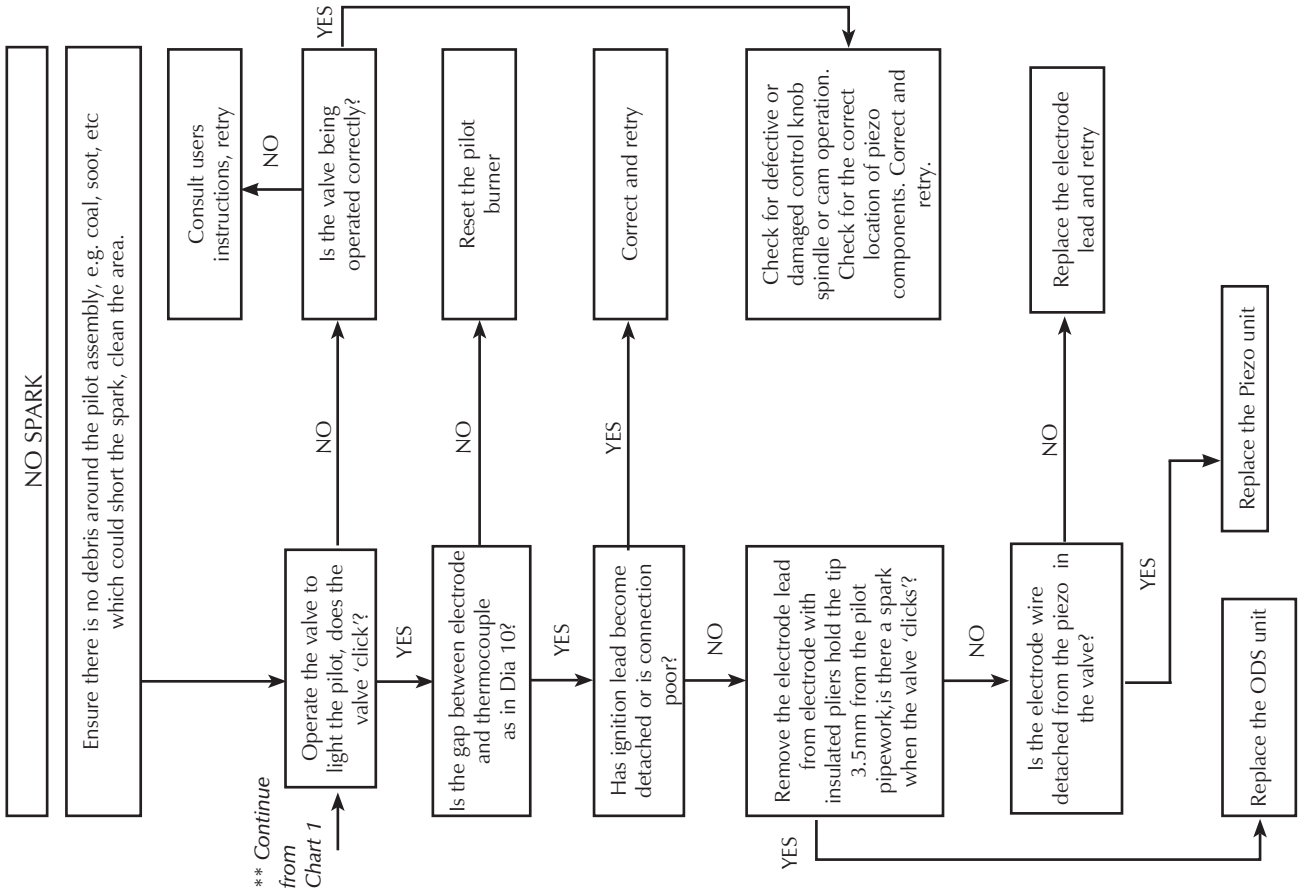 NO SPARK
Ensure there is no debris around the pilot assembly, e.g. coal, soot, etc
which could short the spark, clean the area.
** Continue
from
Chart 1
Operate the valve to
light the pilot, does the
valve ‘click’?
NO
Is the valve being
operated correctly?
NO
Consult users
instructions, retry
YES
YES
Is the gap between electrode
and thermocouple
as in Dia 10?
NO
Reset the pilot
burner
YES
Has ignition lead become
detached or is connection
poor?
YES
Correct and retry
NO
Check for defective or
damaged control knob
spindle or cam operation.
Check for the correct
location of piezo
components. Correct and
retry.
Remove the electrode lead
from electrode with
insulated pliers hold the tip
3.5mm from the pilot
pipework,is there a spark
when the valve ‘clicks’?
YES
NO
Is the electrode wire
detached from the piezo in
the valve?
NO
Replace the electrode
lead and retry
YES
Replace the ODS unit
Replace the Piezo unit